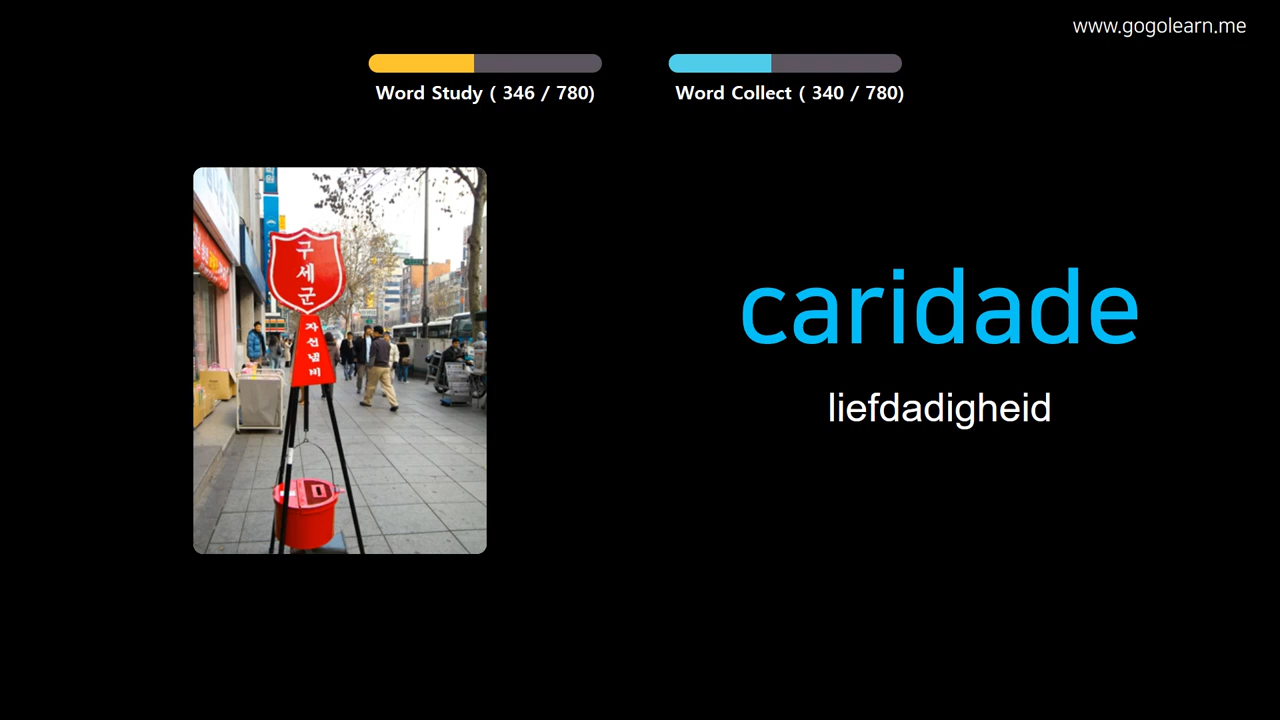 www.gogolearn.me
Word Study ( 346 / 780)
Word Collect ( 340 / 780)
구
세
군
자
선
냄
비
caridade
liefdadigheid